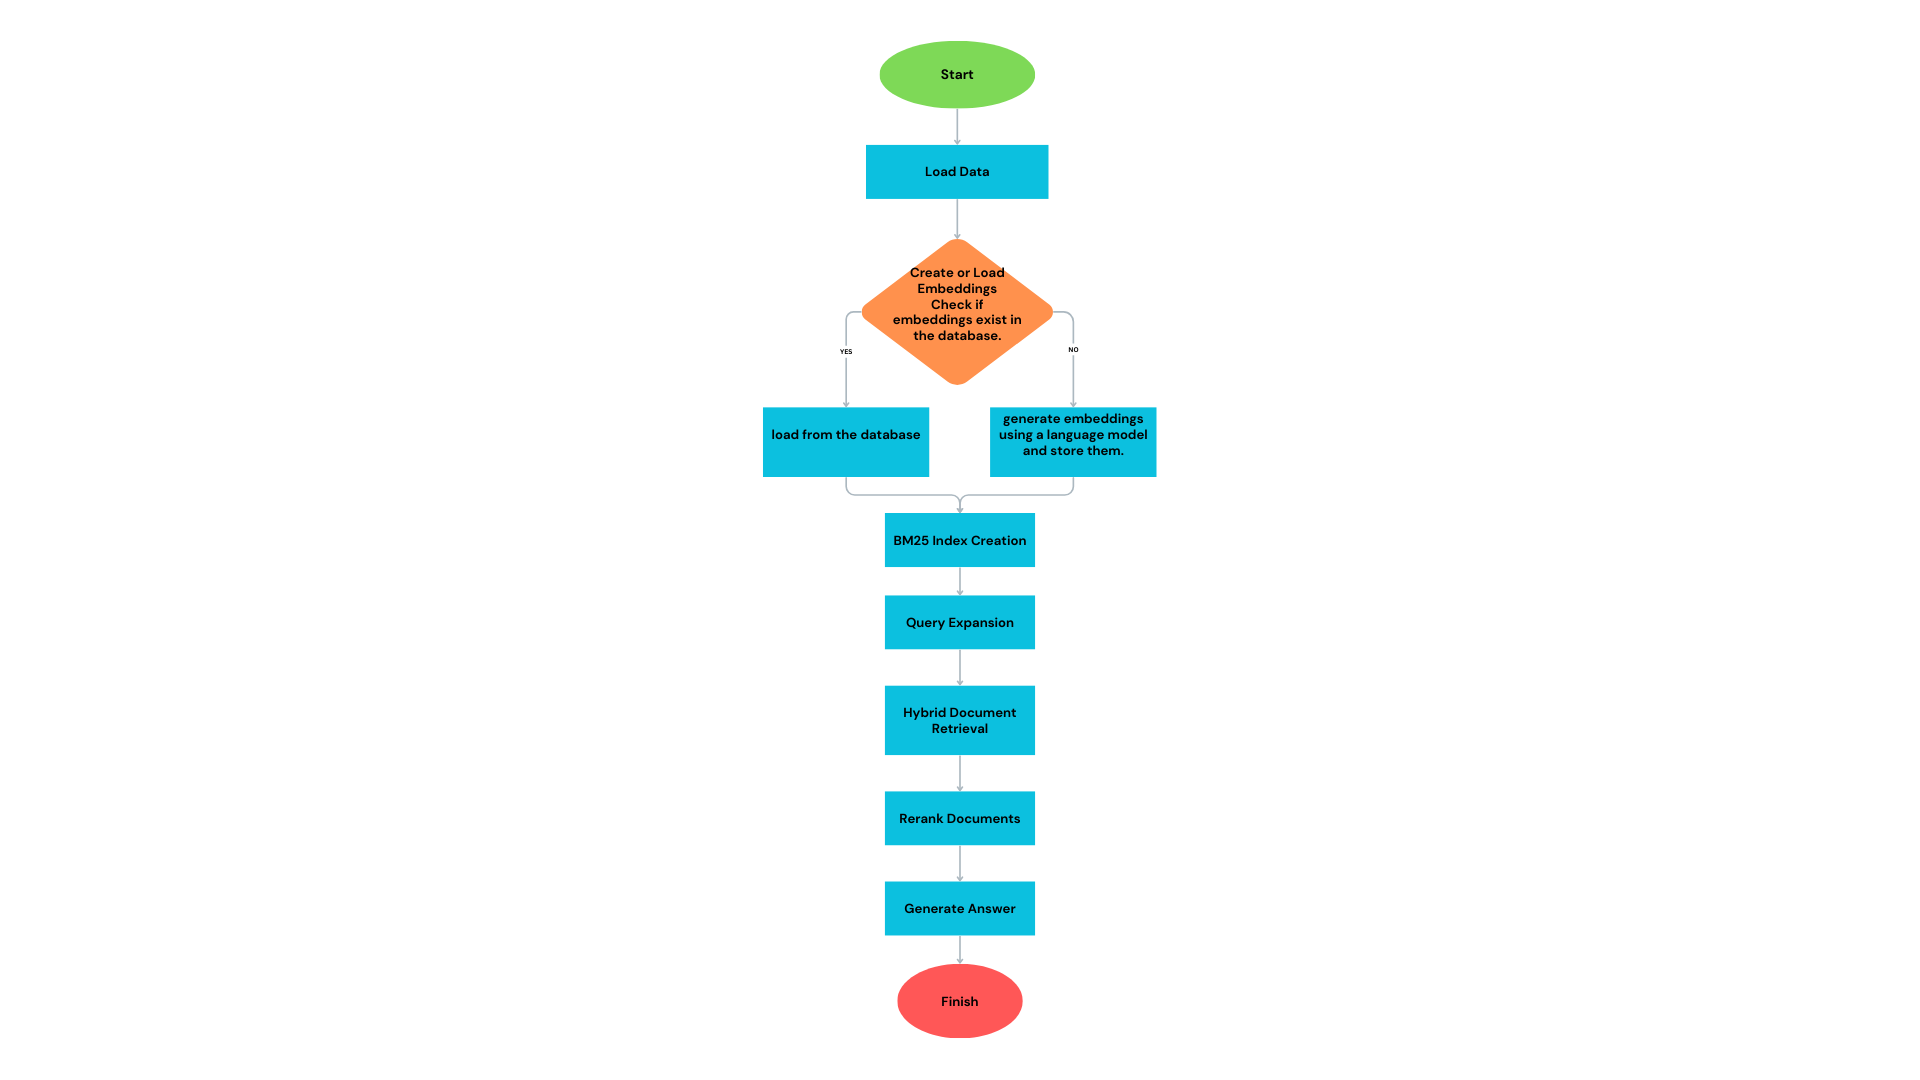 Start
Load Data
Create or Load
Embeddings
Check if
embeddings exist in
the database.
YES
NO
load from the database
generate embeddings
using a language model
and store them.
BM25 Index Creation
Query Expansion
Hybrid Document
Retrieval
Rerank Documents
Generate Answer
Finish